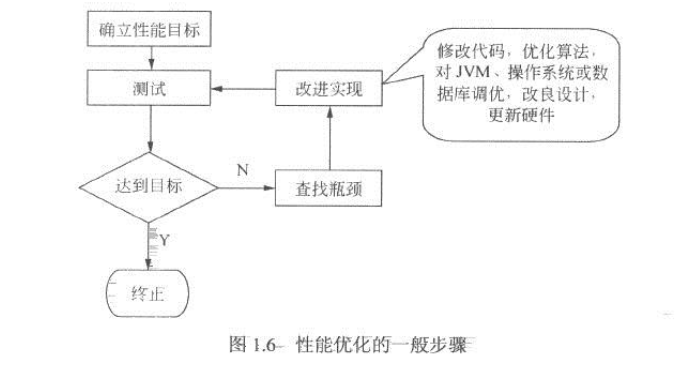 确立性能目标
测试
改进实现
修改代码，优化算法，
对 JVM、操作系统或数
据库调优，改良设计，
更新硬件
达到目标
N
查找瓶颈
Y
终止
图 1.6 性能优化的一般步骤